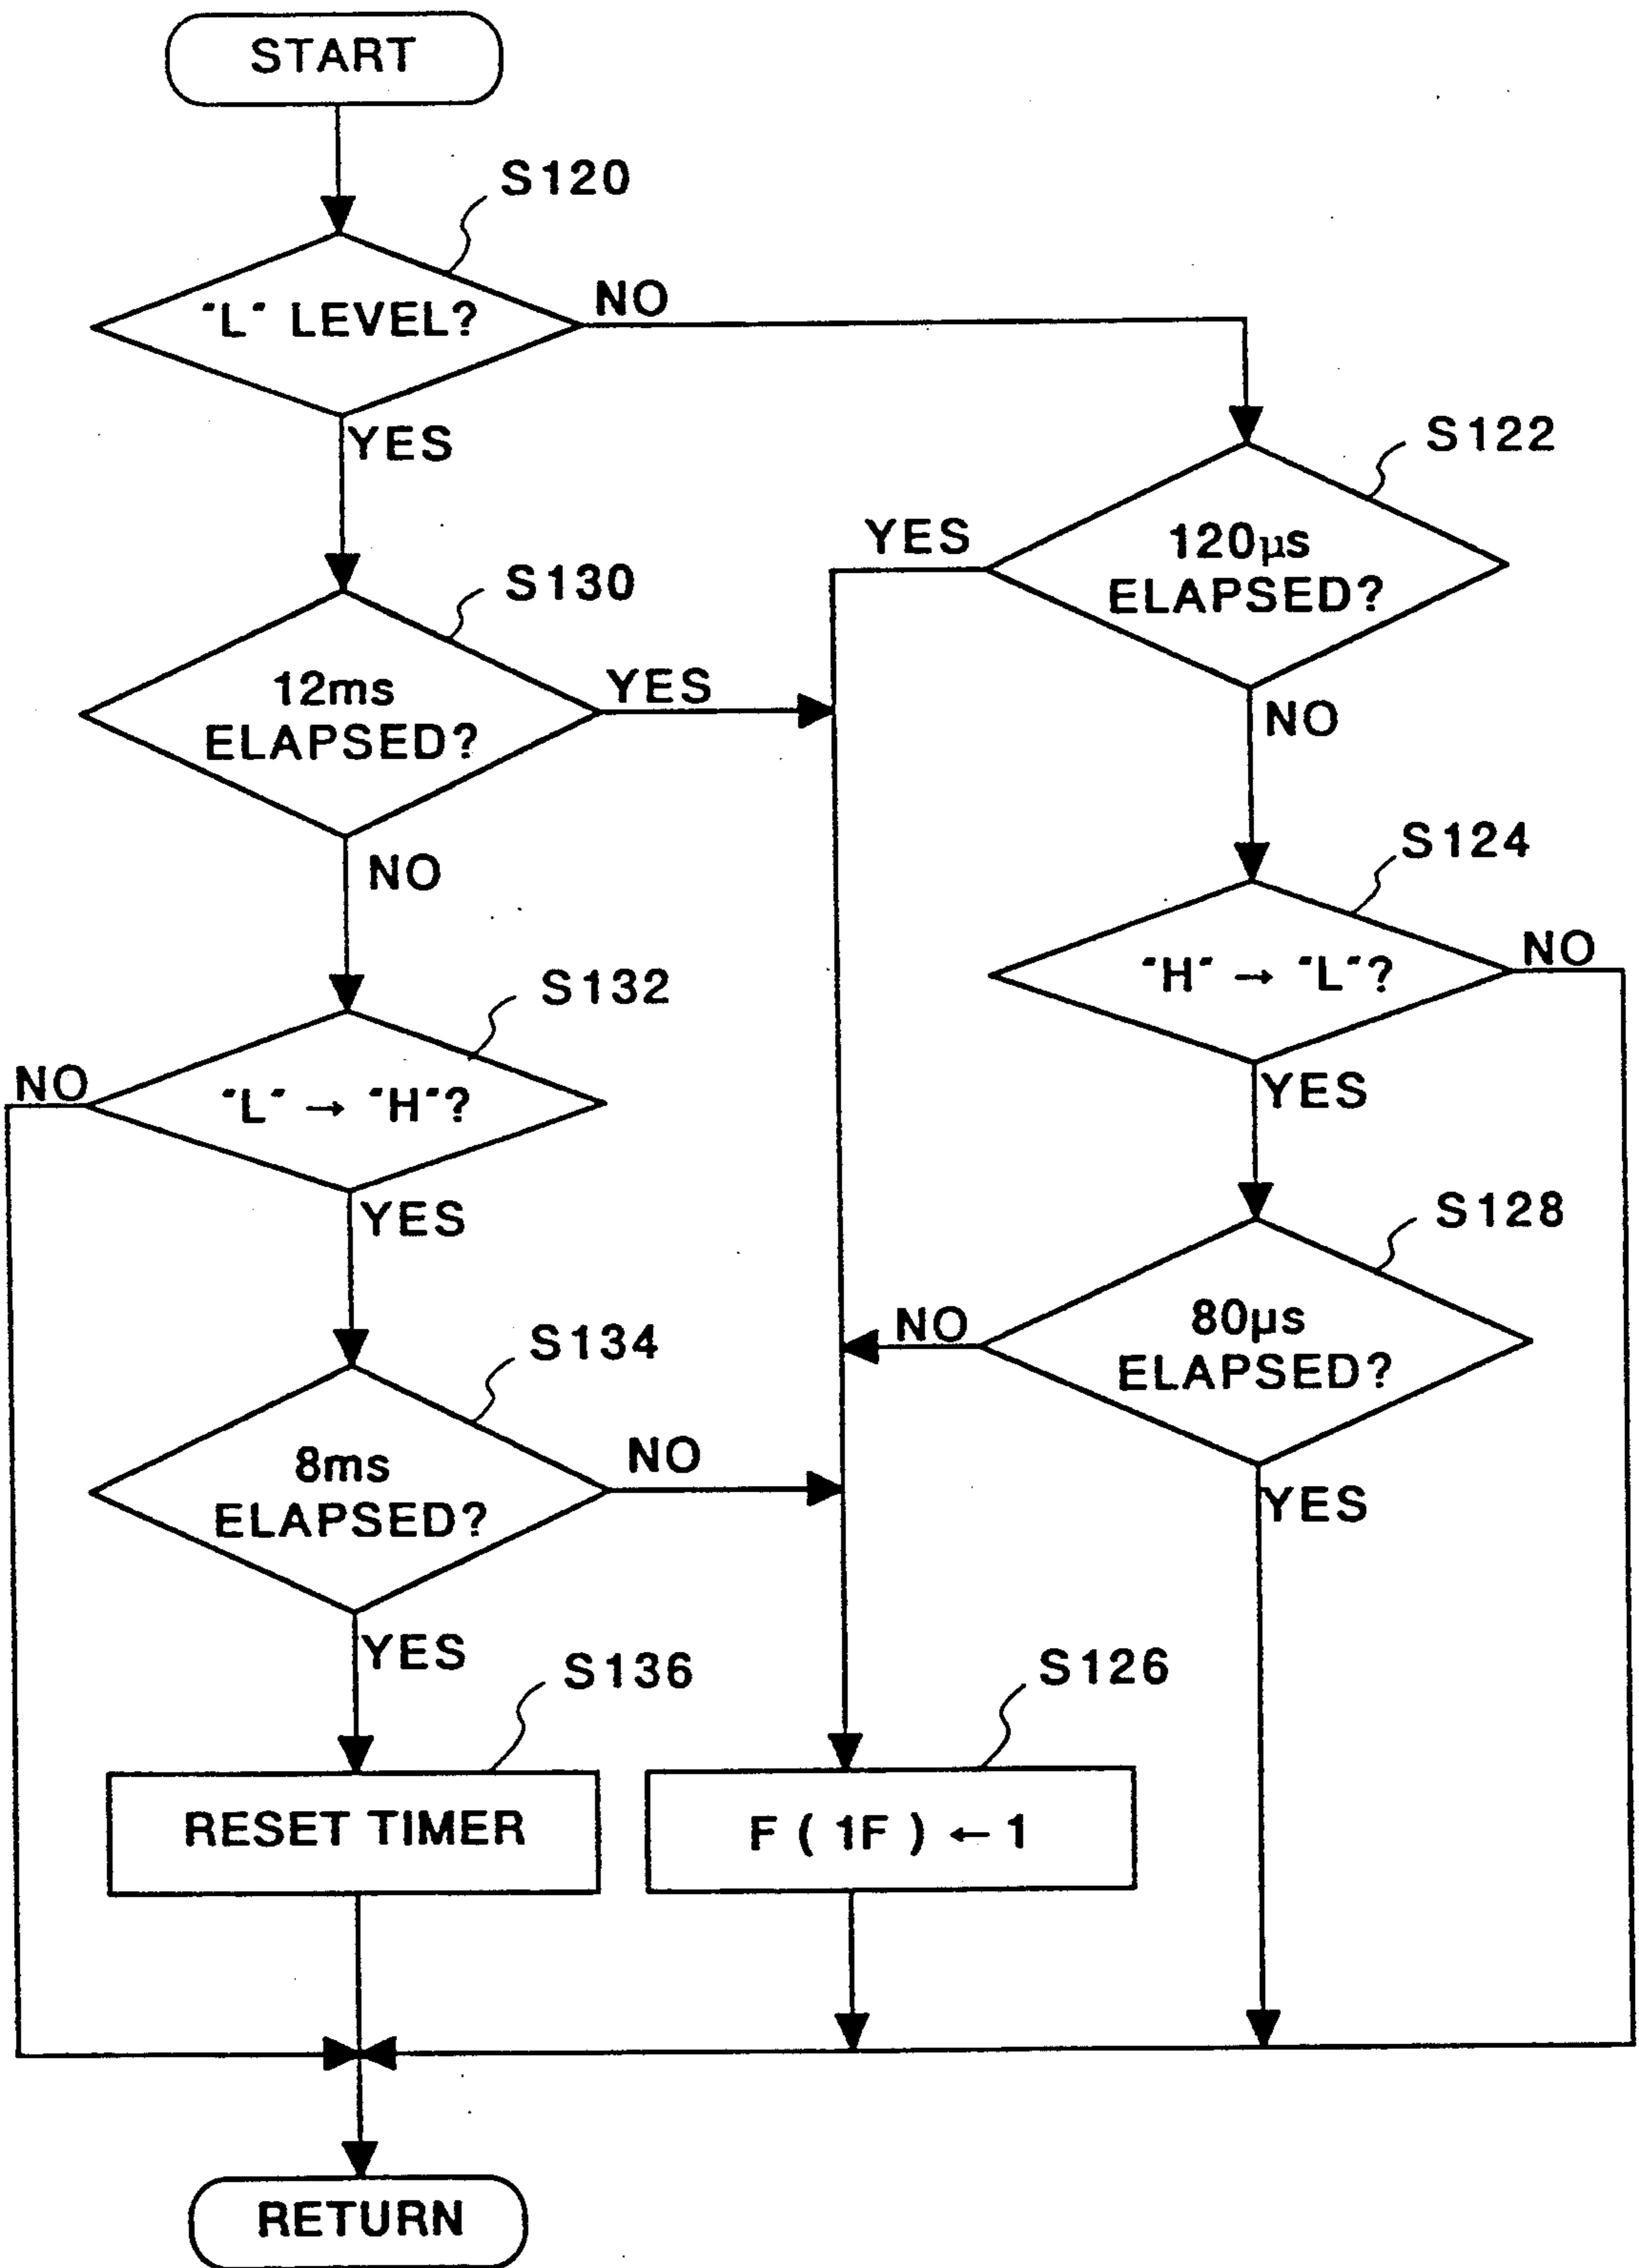 START
S120
"L" LEVEL?
NO
YES
S122
120µs
ELAPSED?
YES
NO
S130
12ms
ELAPSED?
YES
NO
S124
"H" → "L"?
NO
YES
S132
"L" → "H"?
NO
YES
S128
80µs
ELAPSED?
NO
YES
S134
8ms
ELAPSED?
NO
YES
S136
RESET TIMER
S126
F ( 1F ) ← 1
RETURN